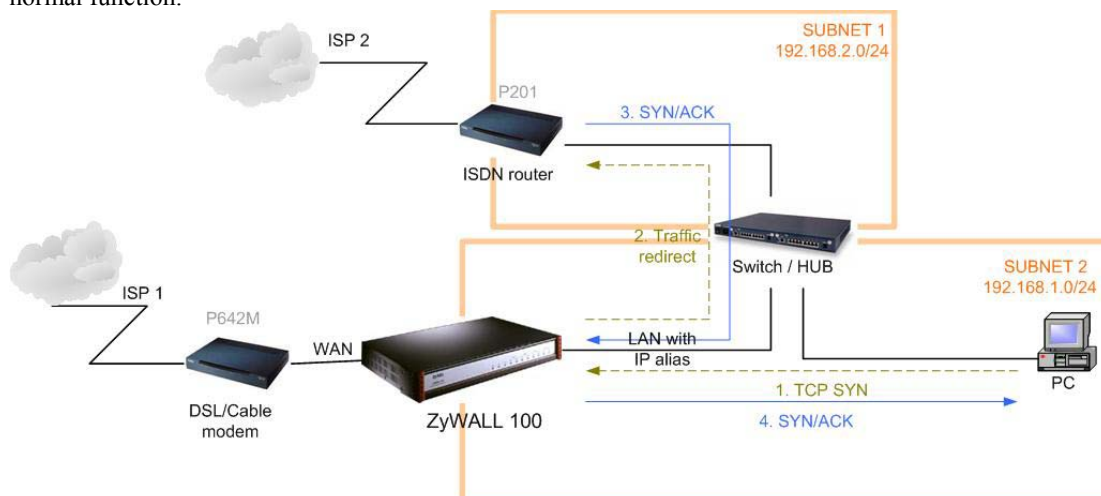 normal function.
ISP 2
SUBNET 1
192.168.2.0/24
P201
3. SYN/ACK
ISDN router
2. Traffic
redirect
Switch / HUB
SUBNET 2
192.168.1.0/24
ISP 1
P642M
WAN
LAN with
IP alias
PC
1. TCP SYN
DSL/Cable
modem
ZyWALL 100
4. SYN/ACK